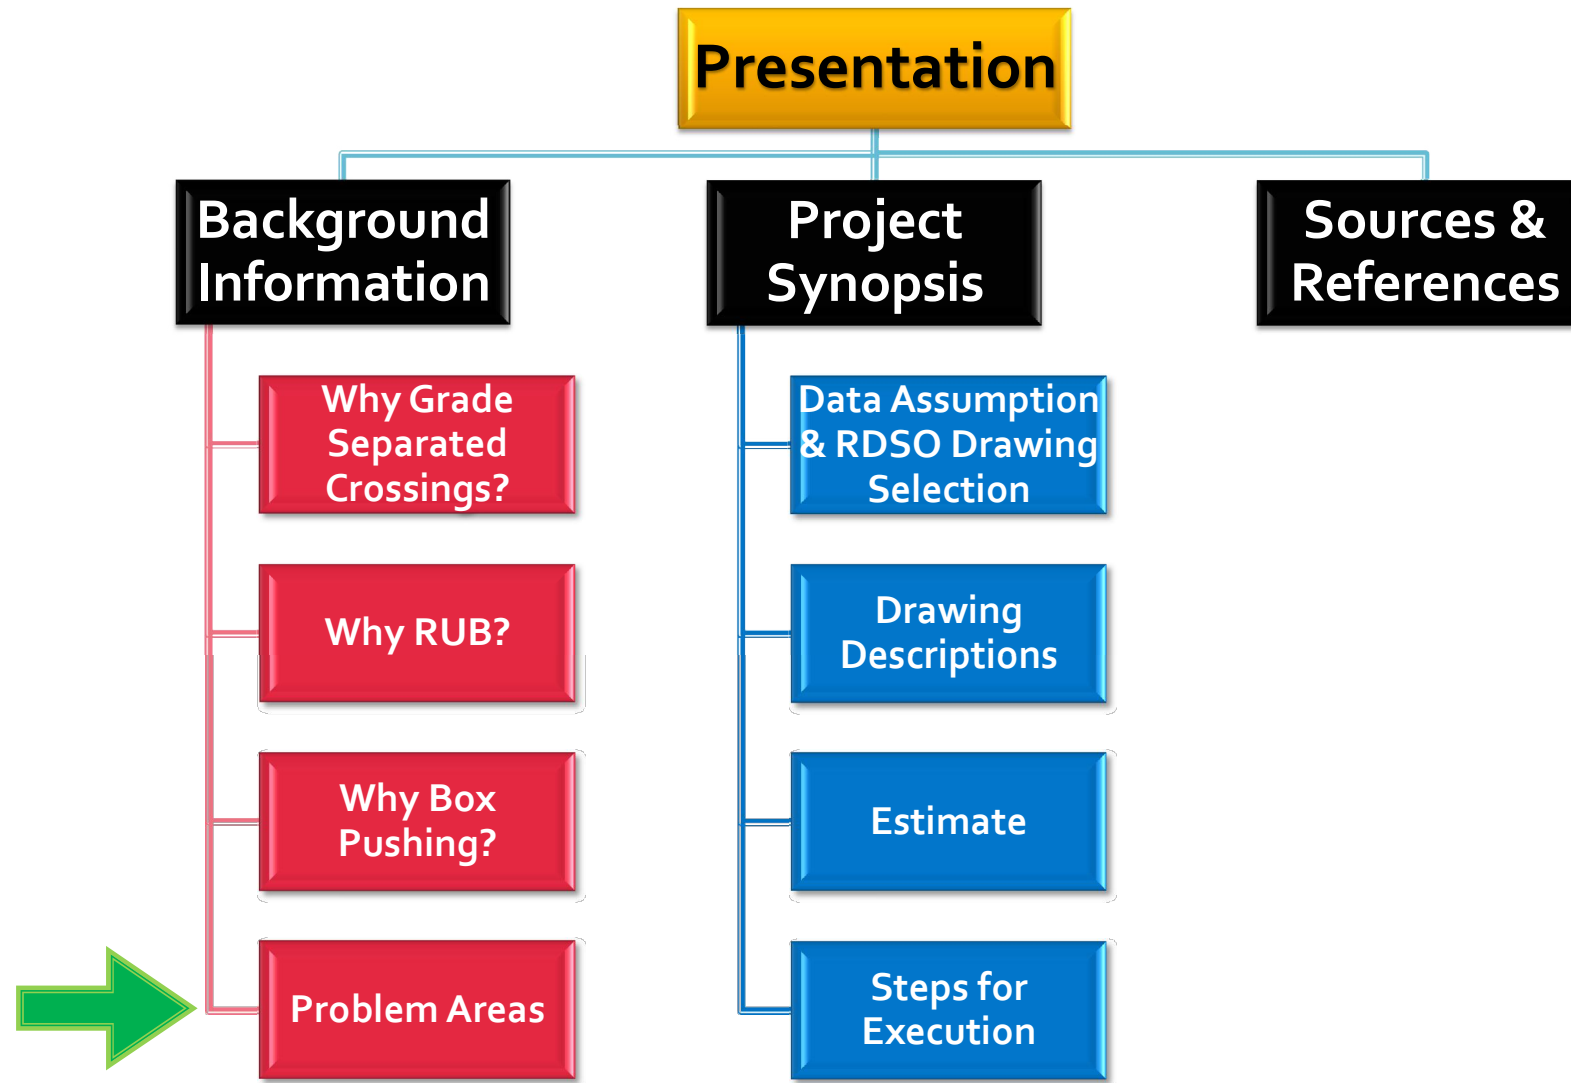 Presentation
Background
Information
Why Grade
Separated
Crossings?
Why RUB?
Why Box
Pushing?
Problem Areas
Project
Synopsis
Data Assumption
& RDSO Drawing
Selection
Drawing
Descriptions
Estimate
Steps for
Execution
Sources &
References